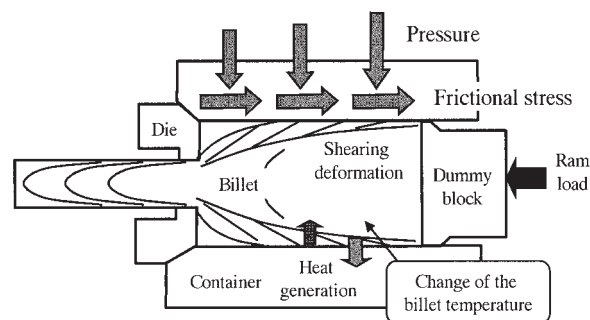 Pressure
Frictional stress
Die
Shearing
deformation
Billet
Dummy
block
Ram
load
Container
Heat
generation
Change of the
billet temperature